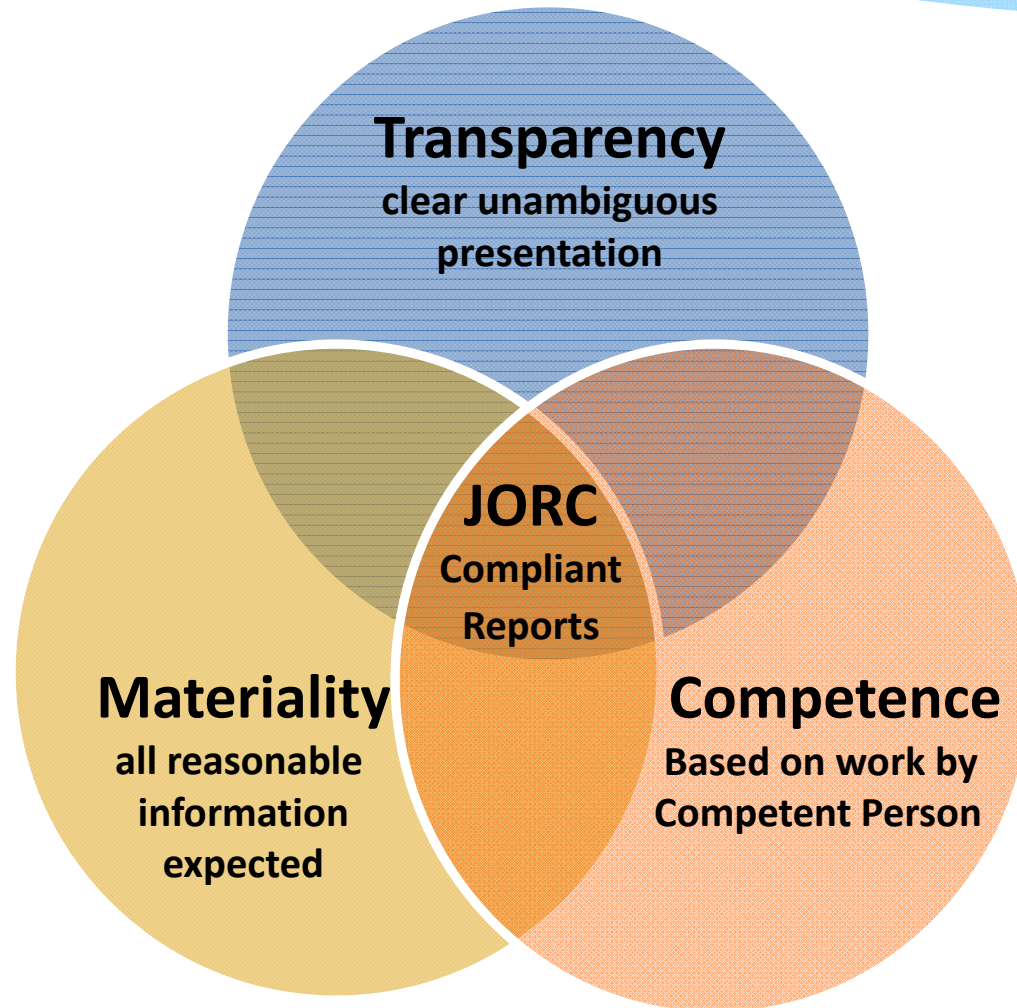 Transparency
clear unambiguous
presentation
JORC
Compliant
Reports
Materiality
all reasonable
information
expected
Competence
Based on work by
Competent Person